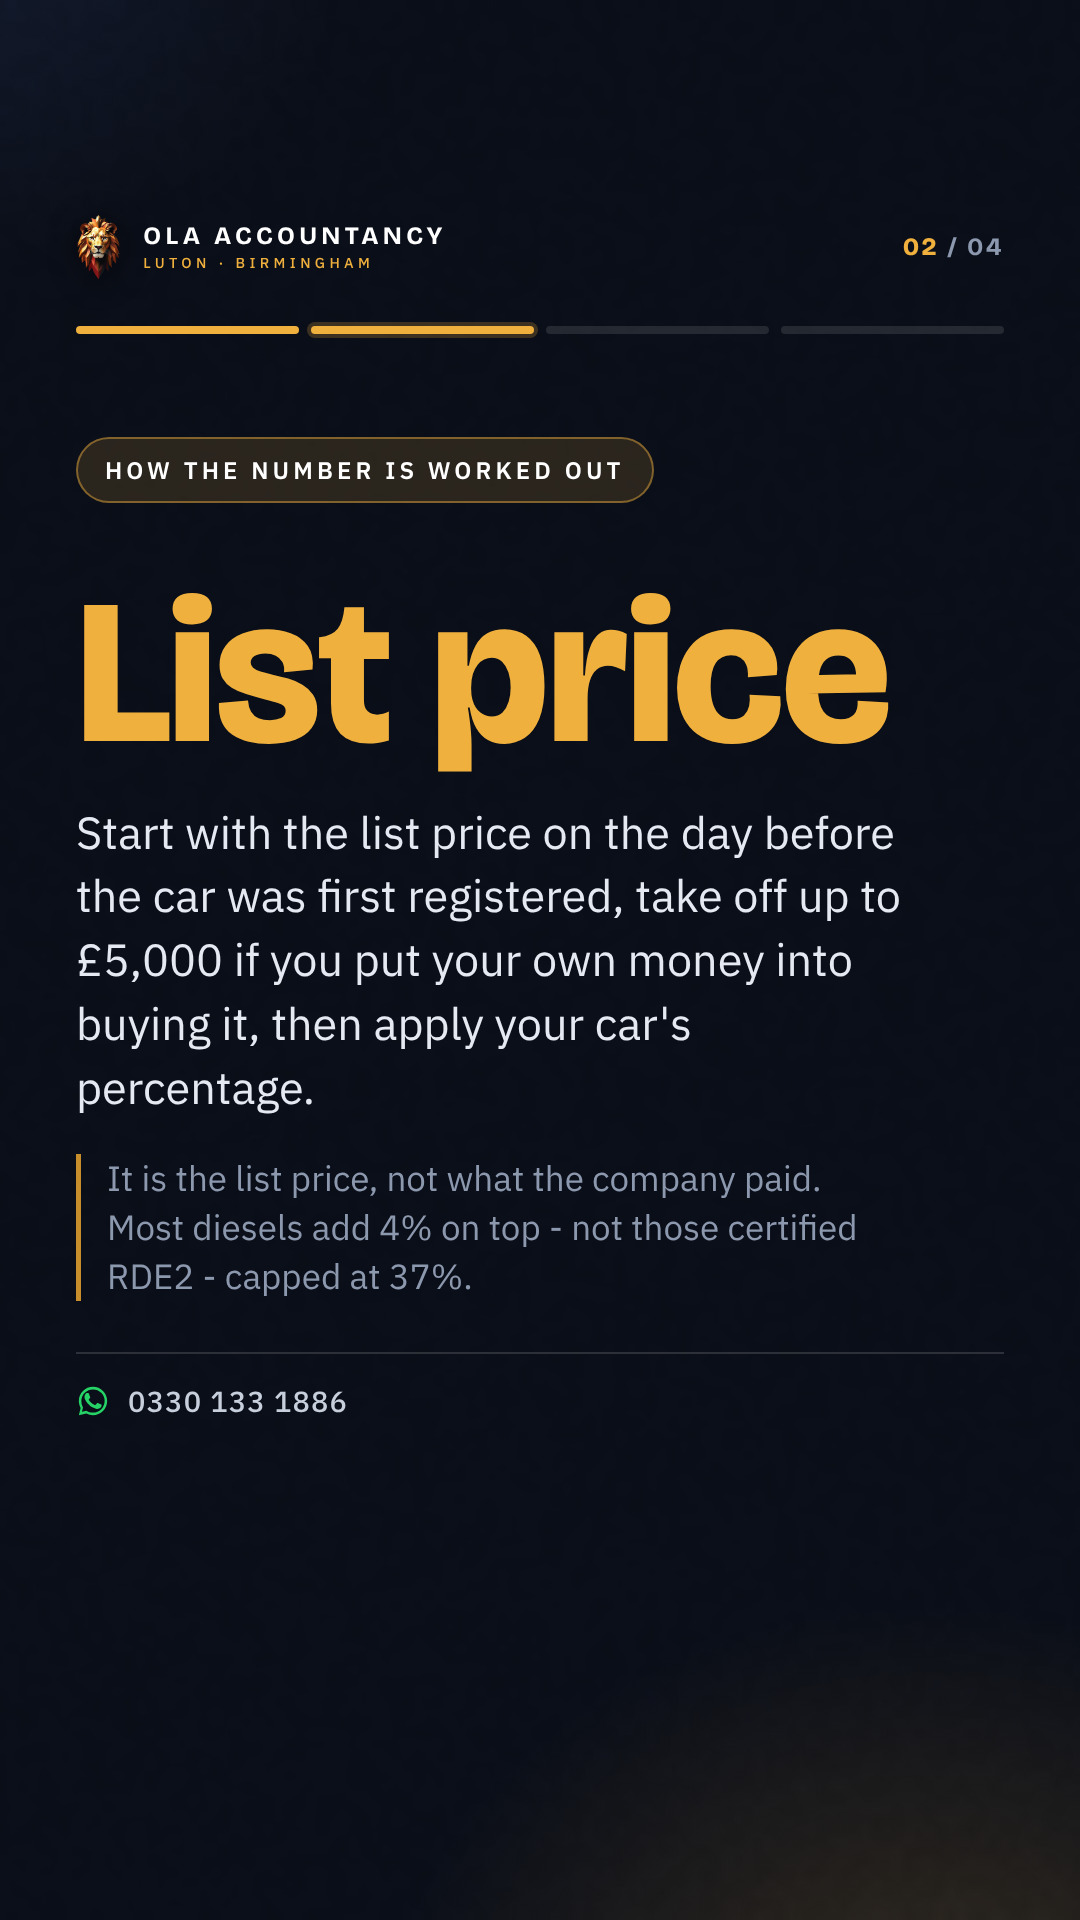 OLA ACCOUNTANCY
LUTON · BIRMINGHAM
02 / 04
HOW THE NUMBER IS WORKED OUT
List price
Start with the list price on the day before
the car was first registered, take off up to
£5,000 if you put your own money into
buying it, then apply your car's
percentage.
It is the list price, not what the company paid.
Most diesels add 4% on top - not those certified
RDE2 - capped at 37%.
0330 133 1886